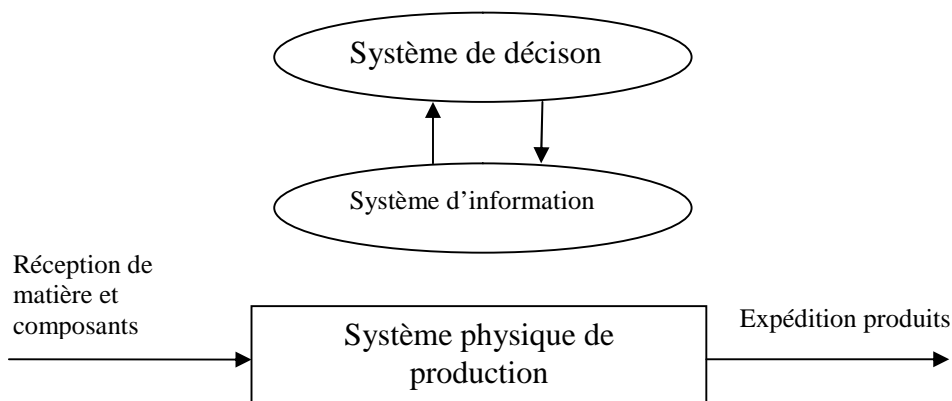 Système de décison
Système d’information
Réception de
matière et
composants
Système physique de
production
Expédition produits